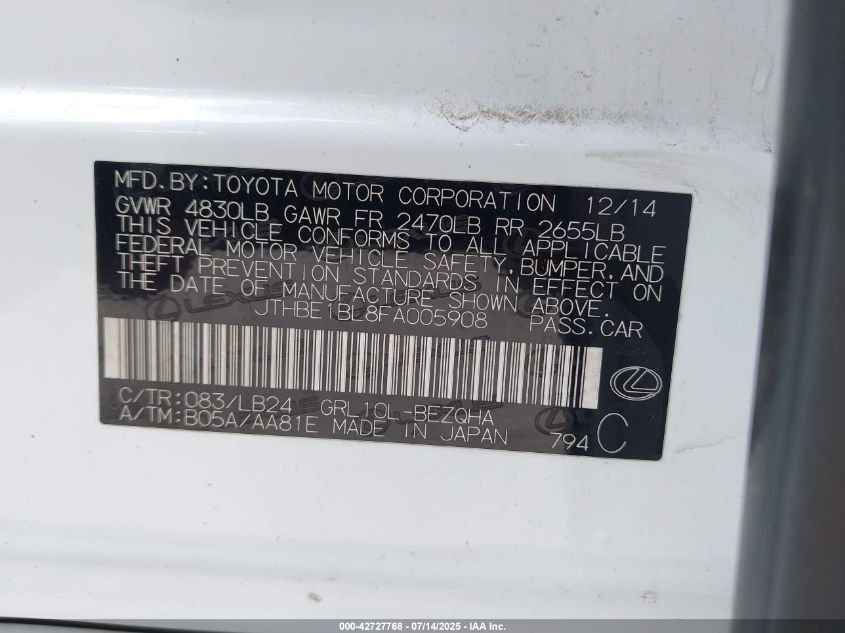 MFD.BY:TOYOTA MOTOR CORPORATION 12/14
GVWR 4830LB GAWR FR 2470LB RR 2655LB
THIS VEHICLE CONFORMS TO ALL APPLICABLE
FEDERAL MOTOR VEHICLE SAFETY,BUMPER,AND
THEFT PREVENTION STANDARDS IN EFFECT ON
THE DATE OF MANUFACTURE SHOWN ABOVE.
JTHBE1BL8FA005908 PASS.CAR
C/TR:083/LB24 GRL10L-BEZQHA
A/TM:B05A/AA81E MADE IN JAPAN 794 C
000-42727768 - 07/14/2025 - IAA Inc.